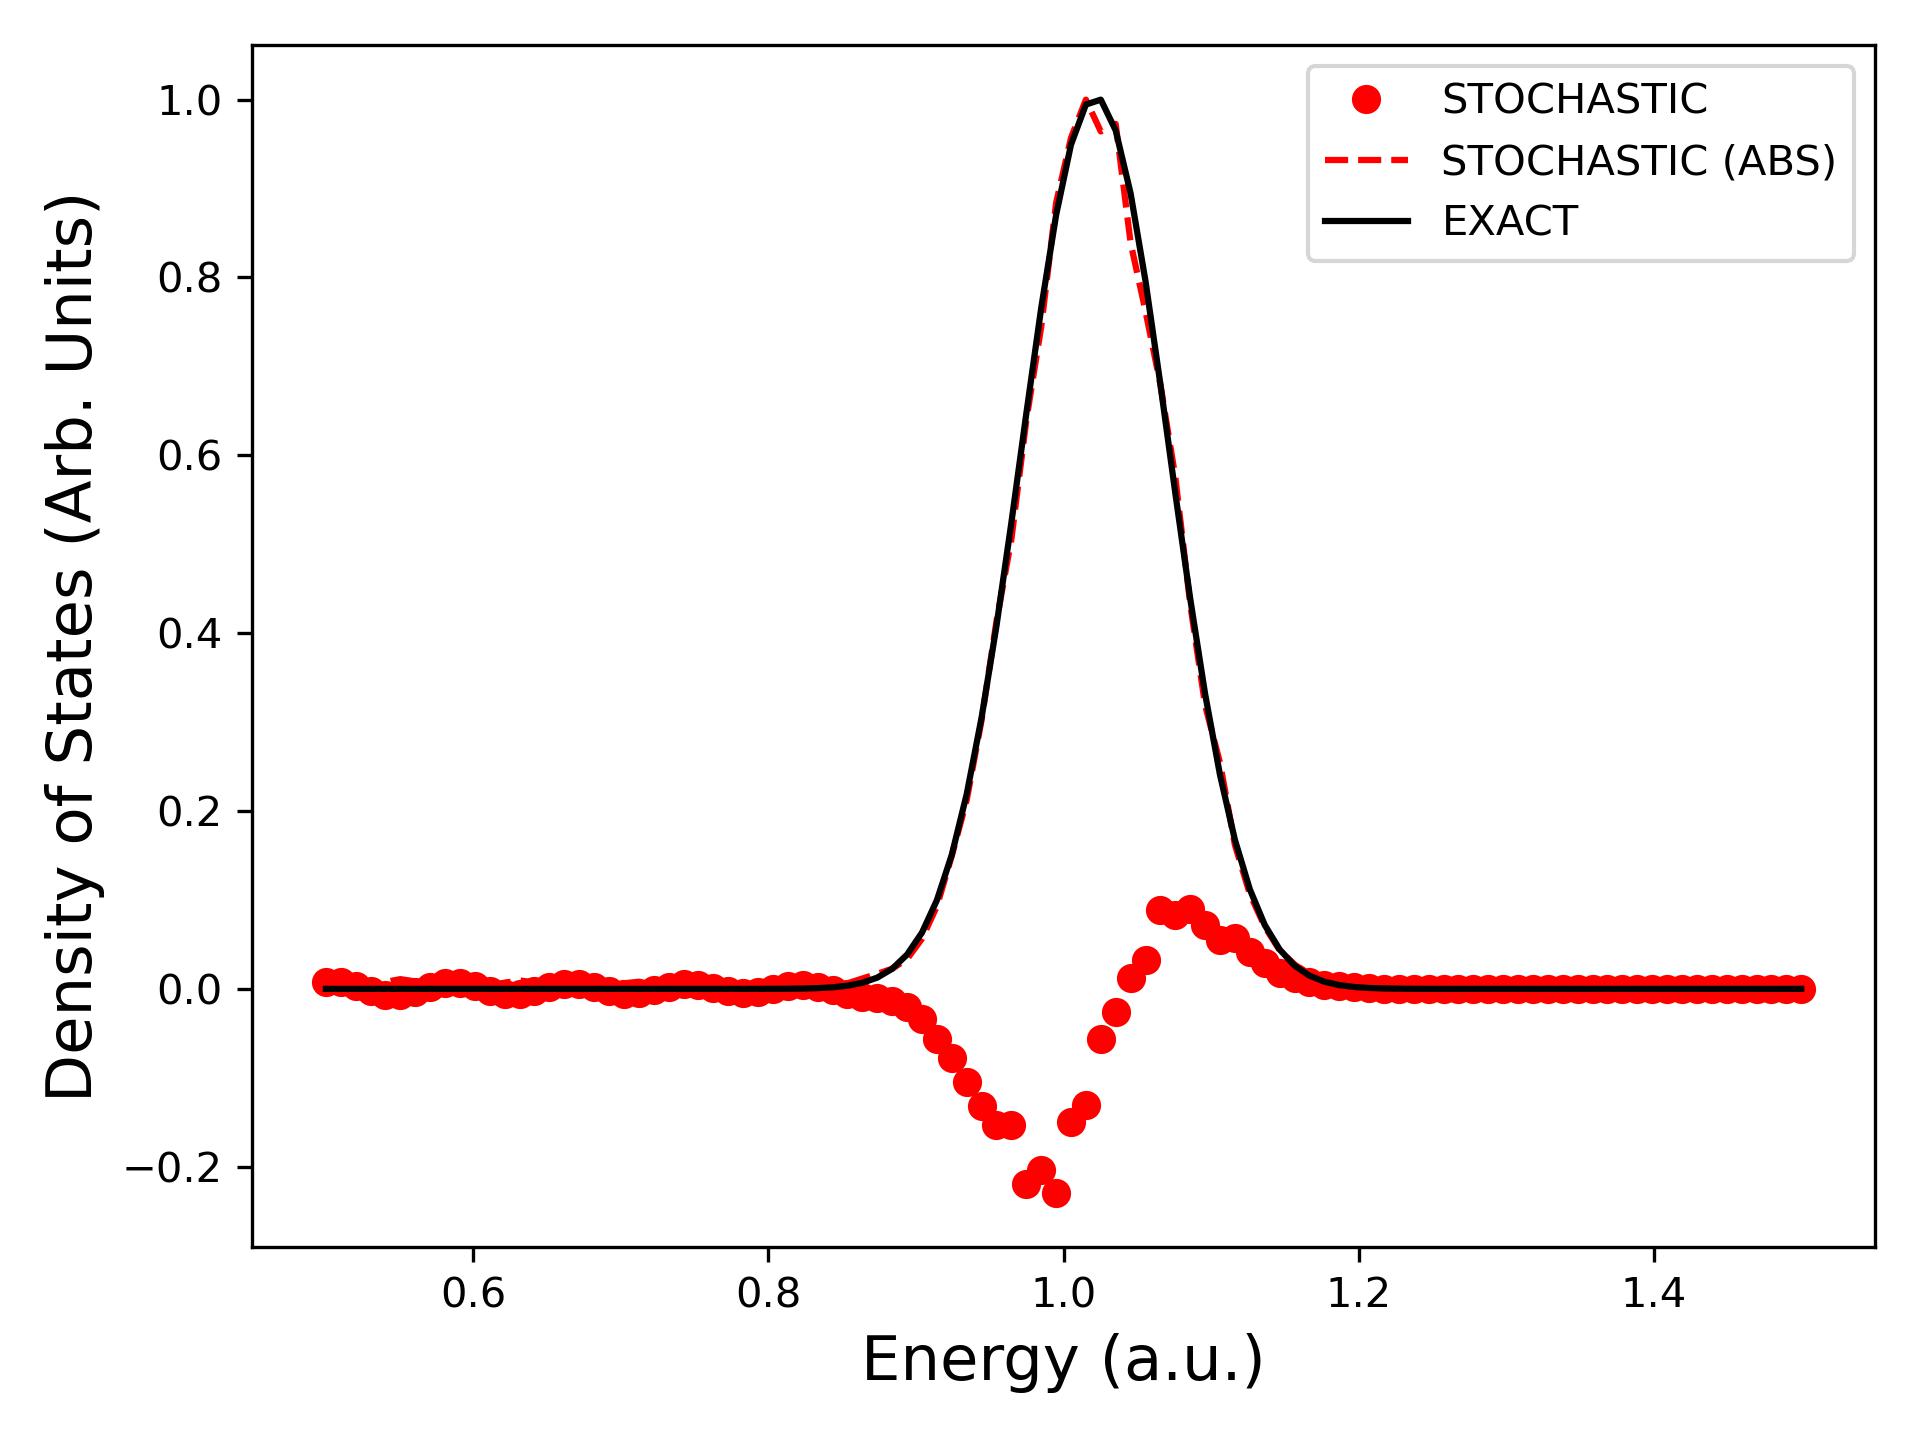 STOCHASTIC
STOCHASTIC (ABS)
EXACT
Density of States (Arb. Units)
1.0
0.8
0.6
0.4
0.2
0.0
−0.2
0.6 0.8 1.0 1.2 1.4
Energy (a.u.)